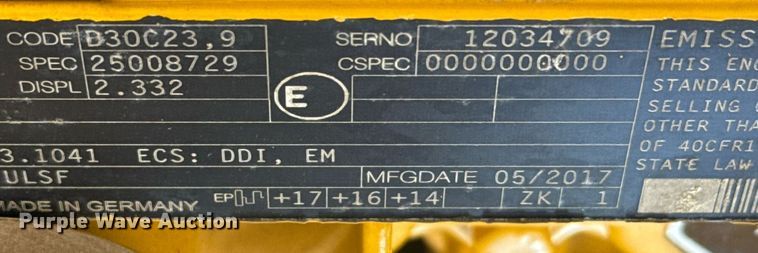 CODE D30C23,9 SERNO 12034709 EMISS
SPEC 25008729 CSPEC 0000000000 THIS EN
DISPL 2.332 E STANDARD
SELLING
OTHER THA
3.1041 ECS: DDI, EM OF 40CFR1
ULSF MFGDATE 05/2017 STATE LAW
MADE IN GERMANY EP +17 +16 +14 ZK 1
Purple Wave Auction